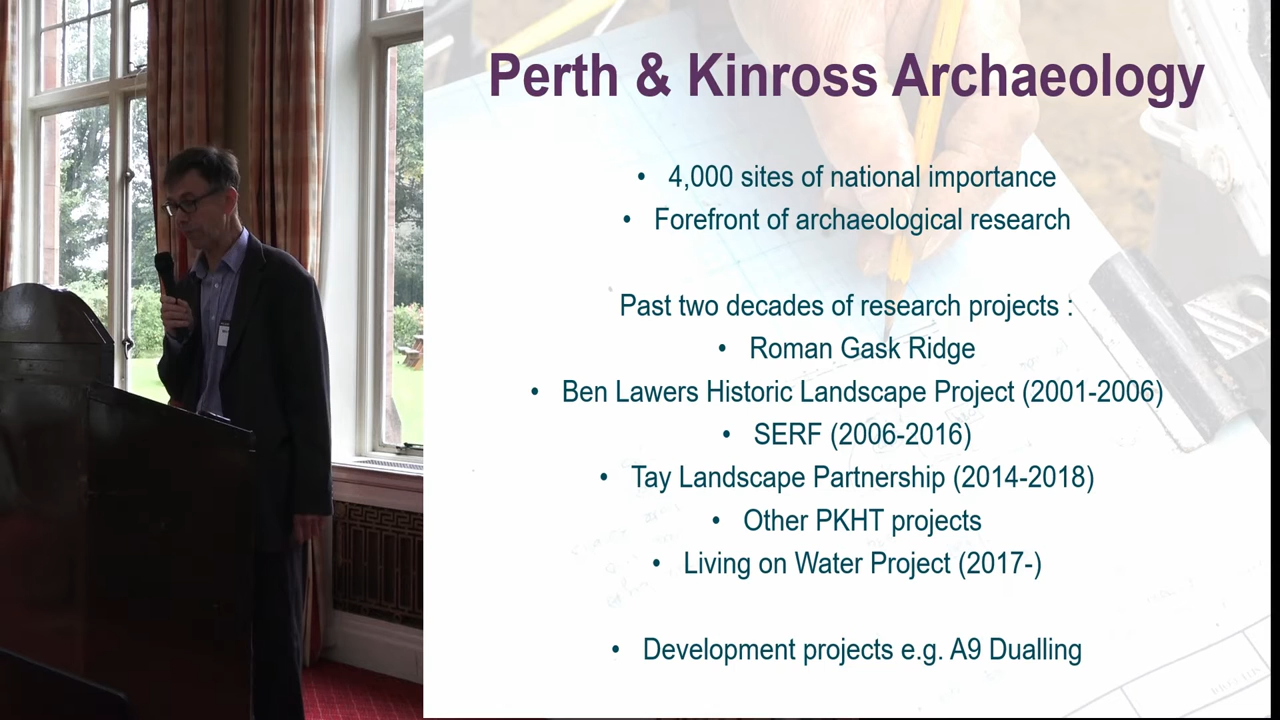 Perth & Kinross Archaeology
• 4,000 sites of national importance
• Forefront of archaeological research
Past two decades of research projects :
• Roman Gask Ridge
• Ben Lawers Historic Landscape Project (2001-2006)
• SERF (2006-2016)
• Tay Landscape Partnership (2014-2018)
• Other PKHT projects
• Living on Water Project (2017-)
• Development projects e.g. A9 Dualling